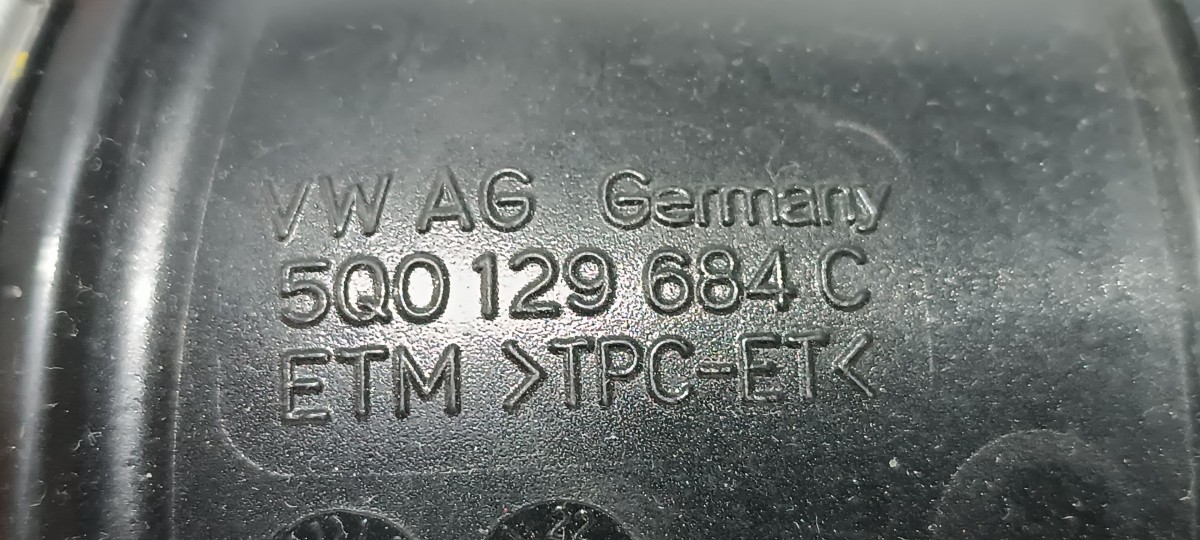 VW AG Germany
5Q0 129 684 C
ETM >TPC-ET<